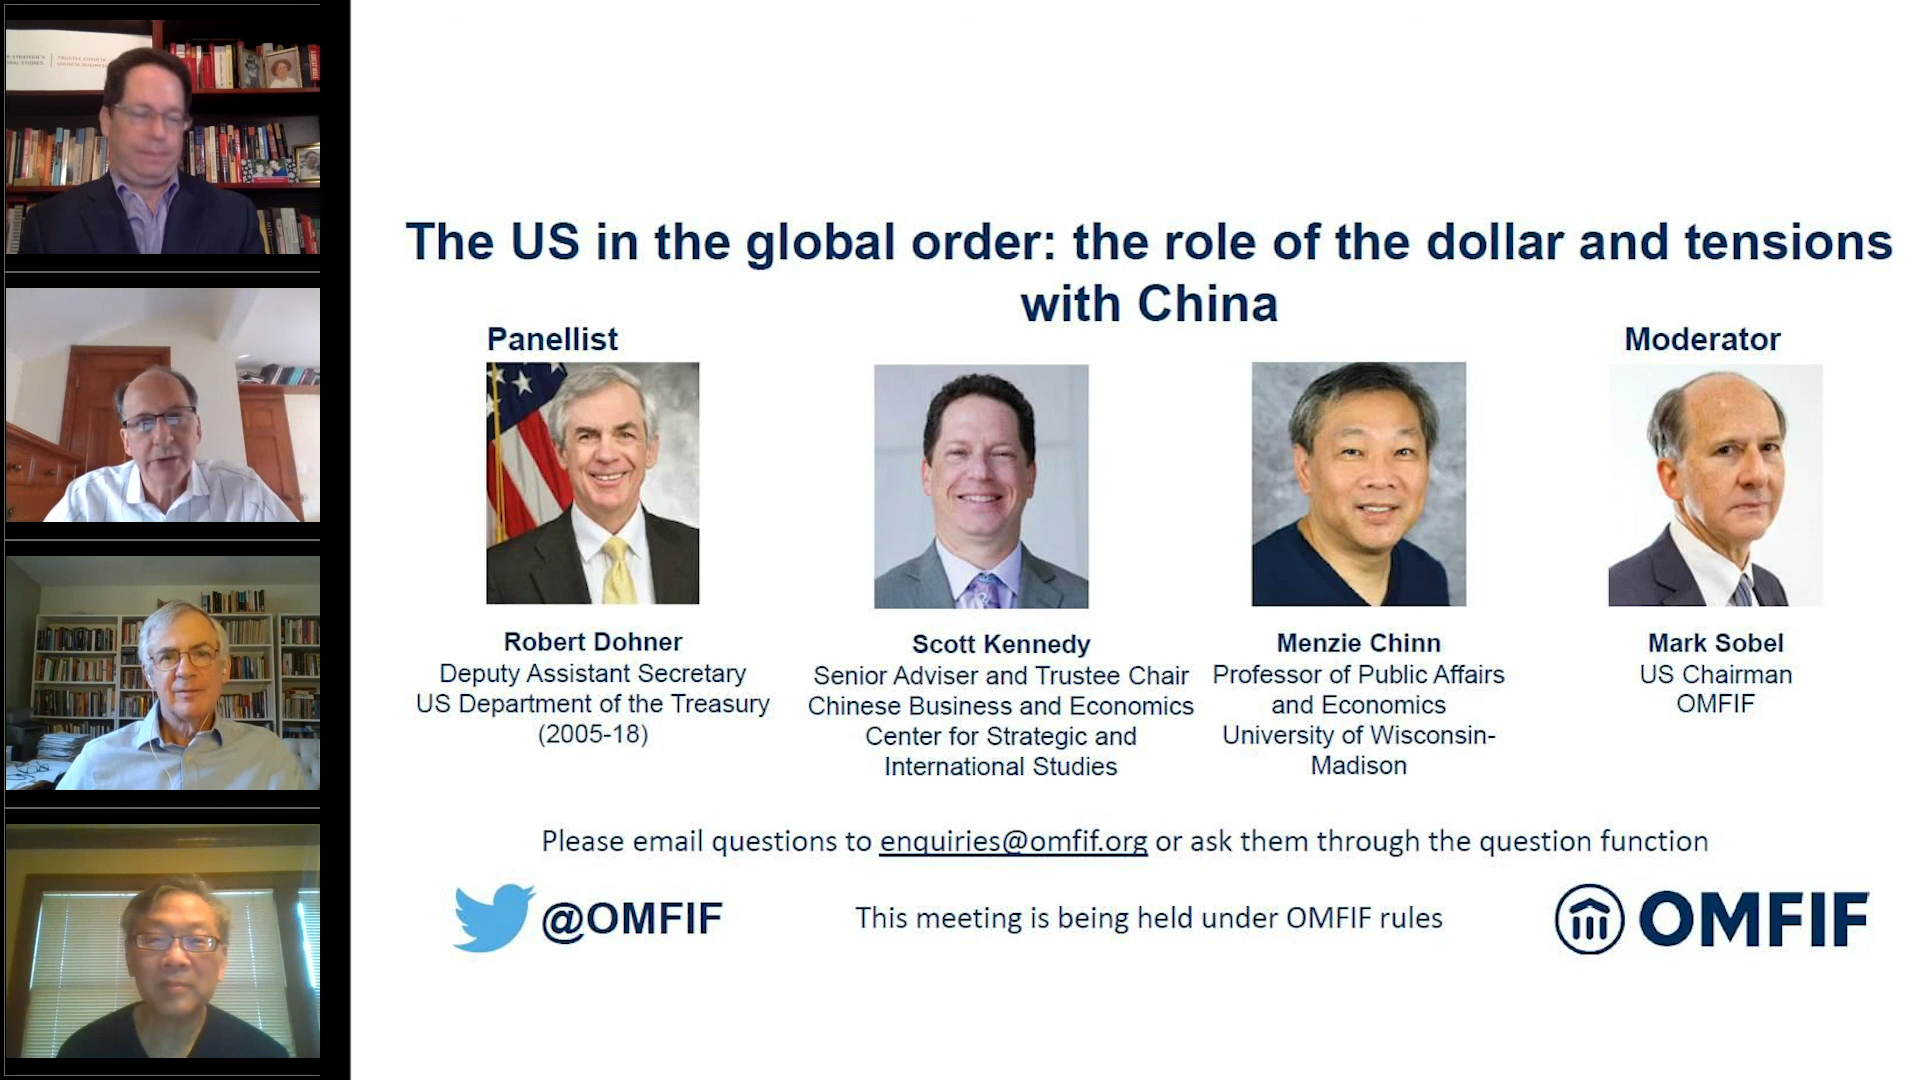 The US in the global order: the role of the dollar and tensions
with China
Panellist
Moderator
Robert Dohner
Deputy Assistant Secretary
US Department of the Treasury
(2005-18)
Scott Kennedy
Senior Adviser and Trustee Chair
Chinese Business and Economics
Center for Strategic and
International Studies
Menzie Chinn
Professor of Public Affairs
and Economics
University of Wisconsin-
Madison
Mark Sobel
US Chairman
OMFIF
Please email questions to enquiries@omfif.org or ask them through the question function
@OMFIF
This meeting is being held under OMFIF rules
OMFIF